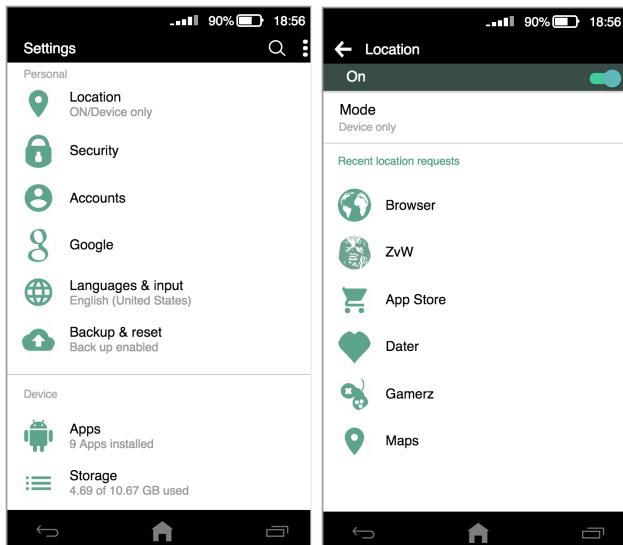 90% 18:56
Settings
Personal
Location
ON/Device only
Security
Accounts
Google
Languages & input
English (United States)
Backup & reset
Back up enabled
Device
Apps
9 Apps installed
Storage
4.69 of 10.67 GB used
90% 18:56
Location
On
Mode
Device only
Recent location requests
Browser
ZvW
App Store
Dater
Gamerz
Maps